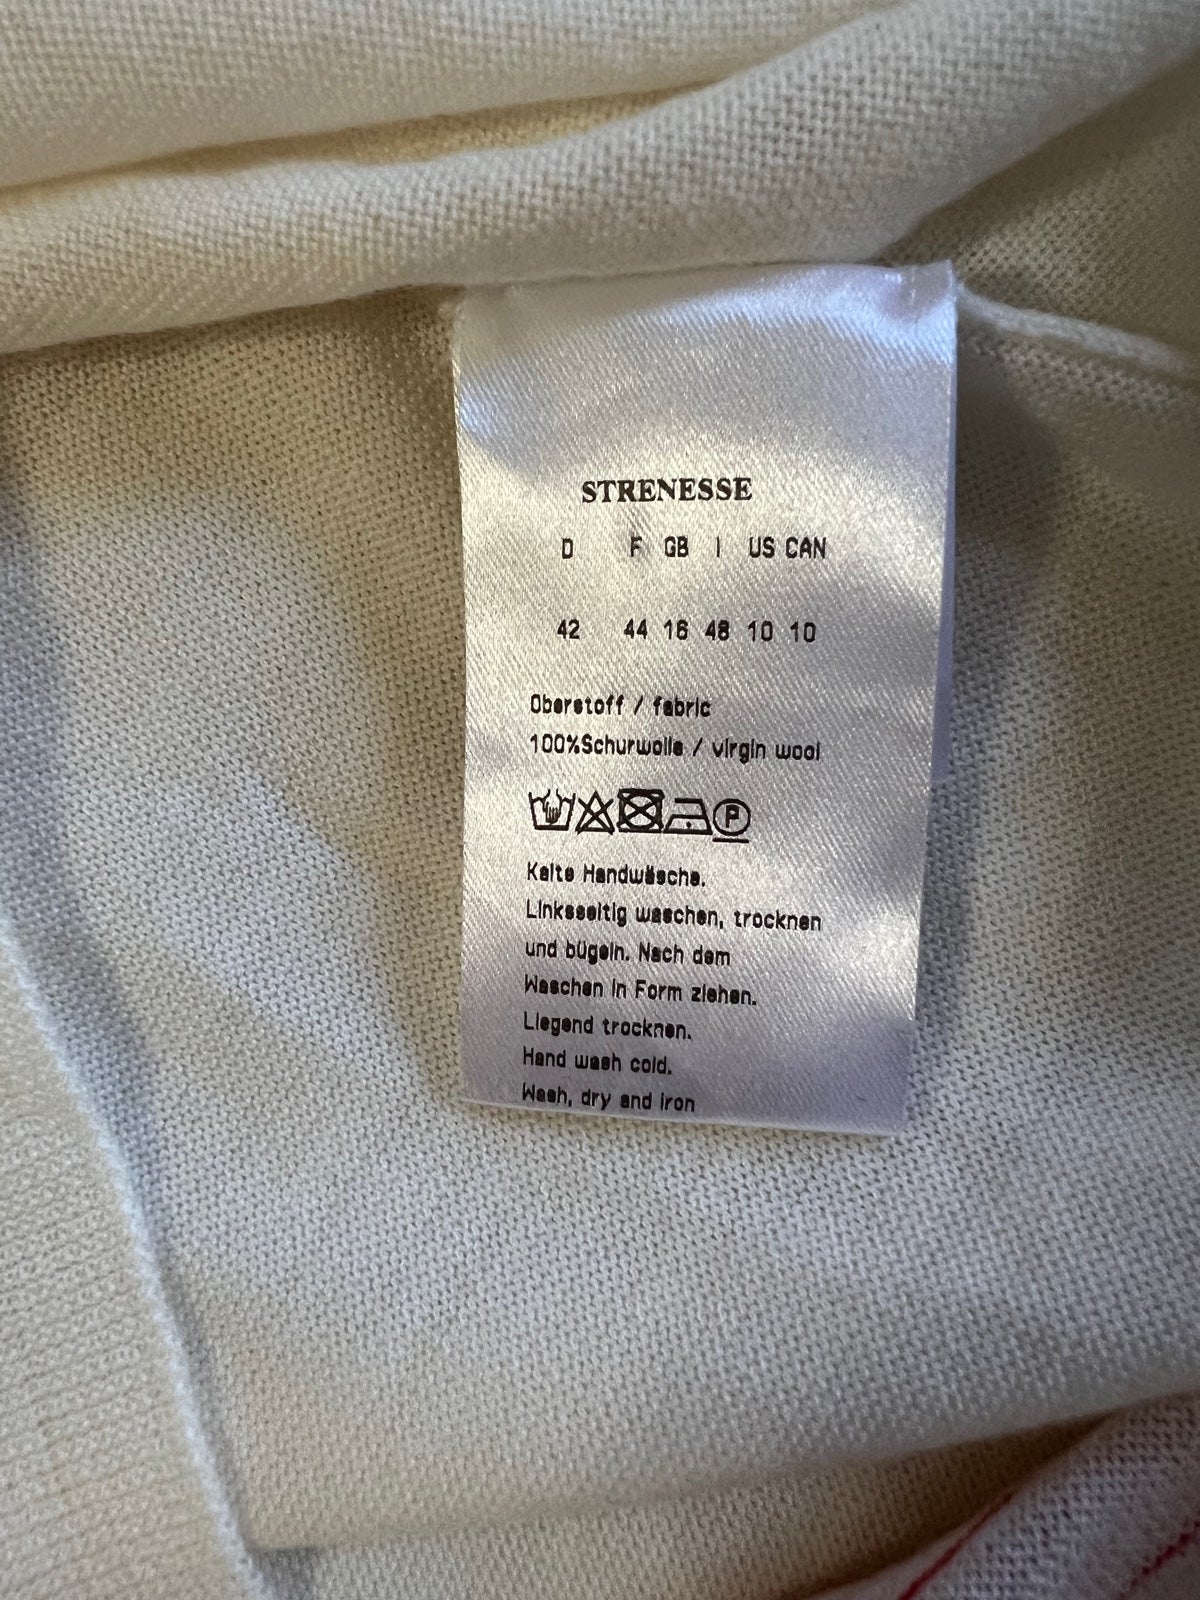 STRENESSE
D F GB I US CAN
42 44 16 48 10 10
Oberstoff / fabric
100%Schurwolle / virgin wool
P
Kalte Handwäsche.
Linksseitig waschen, trocknen
und bügeln. Nach dem
Waschen in Form ziehen.
Liegend trocknen.
Hand wash cold.
Wash, dry and iron